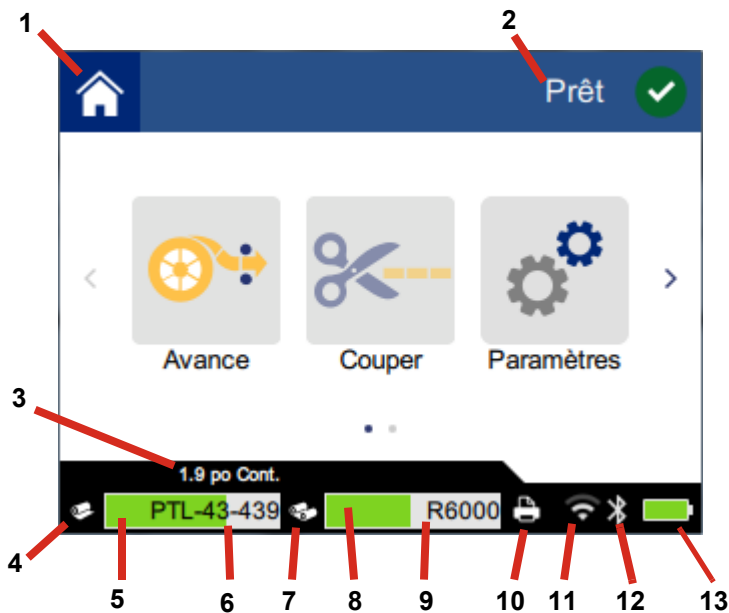 1
2
Prêt
Avance
Couper
Paramètres
3
1.9 po Cont.
PTL-43-439
R6000
4
5
6
7
8
9
10
11
12
13